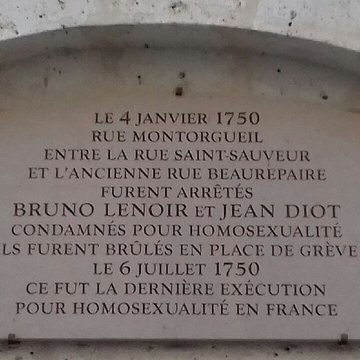 LE 4 JANVIER 1750
RUE MONTORGUEIL
ENTRE LA RUE SAINT-SAUVEUR
ET L'ANCIENNE RUE BEAUREPAIRE
FURENT ARRÊTÉS
BRUNO LENOIR ET JEAN DIOT
CONDAMNÉS POUR HOMOSEXUALITÉ
LS FURENT BRÛLÉS EN PLACE DE GRÈVE
LE 6 JUILLET 1750
CE FUT LA DERNIÈRE EXÉCUTION
POUR HOMOSEXUALITÉ EN FRANCE